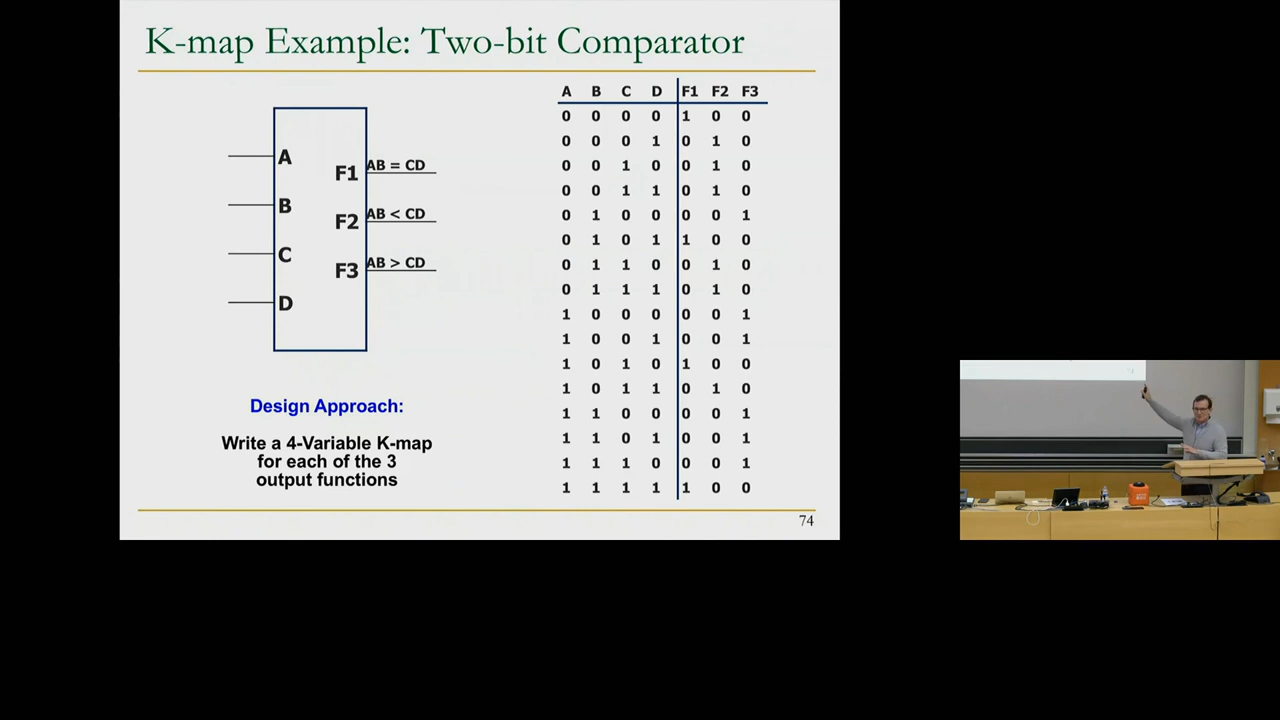 K-map Example: Two-bit Comparator
A
B
C
D
F1
F2
F3
AB = CD
AB < CD
AB > CD
Design Approach:
Write a 4-Variable K-map
for each of the 3
output functions
A B C D F1 F2 F3
0 0 0 0 1 0 0
0 0 0 1 0 1 0
0 0 1 0 0 1 0
0 0 1 1 0 1 0
0 1 0 0 0 0 1
0 1 0 1 1 0 0
0 1 1 0 0 1 0
0 1 1 1 0 1 0
1 0 0 0 0 0 1
1 0 0 1 0 0 1
1 0 1 0 1 0 0
1 0 1 1 0 1 0
1 1 0 0 0 0 1
1 1 0 1 0 0 1
1 1 1 0 0 0 1
1 1 1 1 1 0 0
74